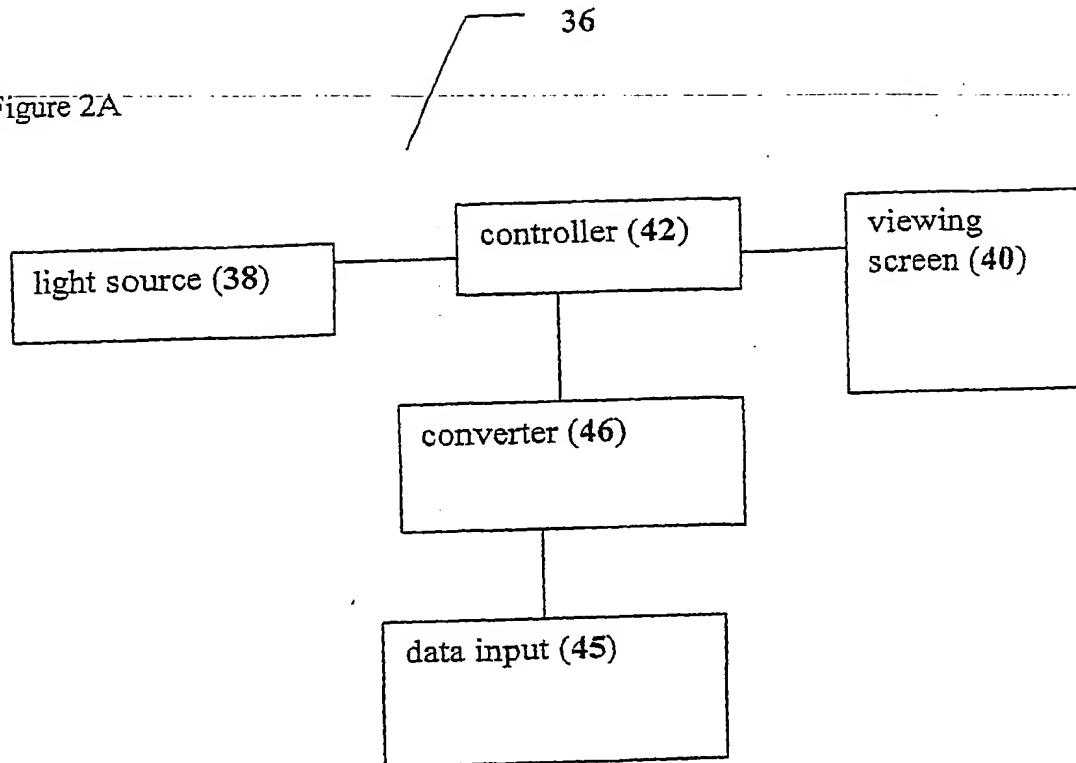 36
Figure 2A
controller (42)
viewing
screen (40)
light source (38)
converter (46)
data input (45)